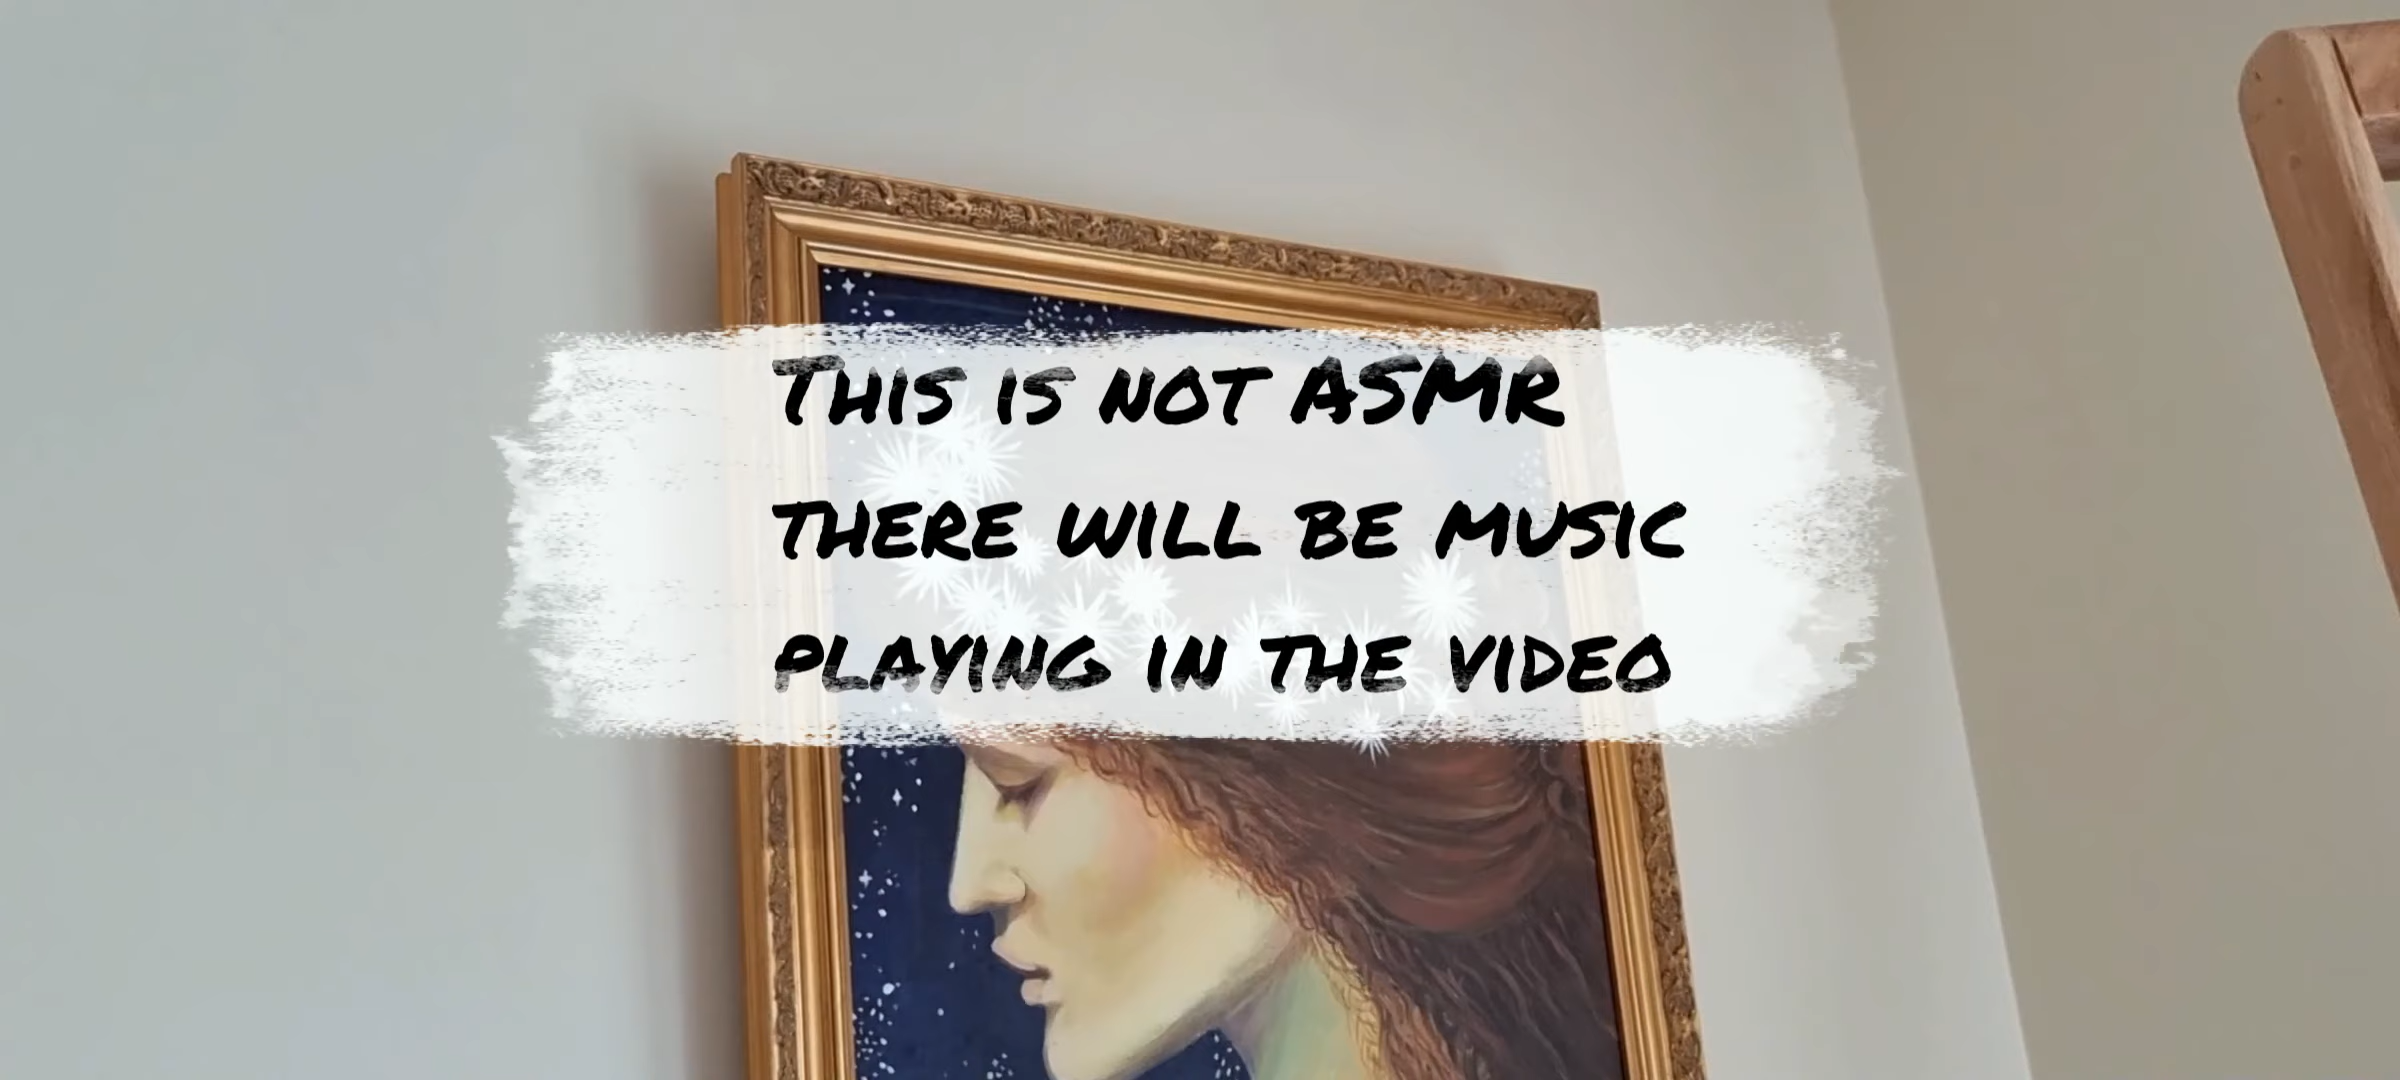 This is not ASMR
there will be music
playing in the video